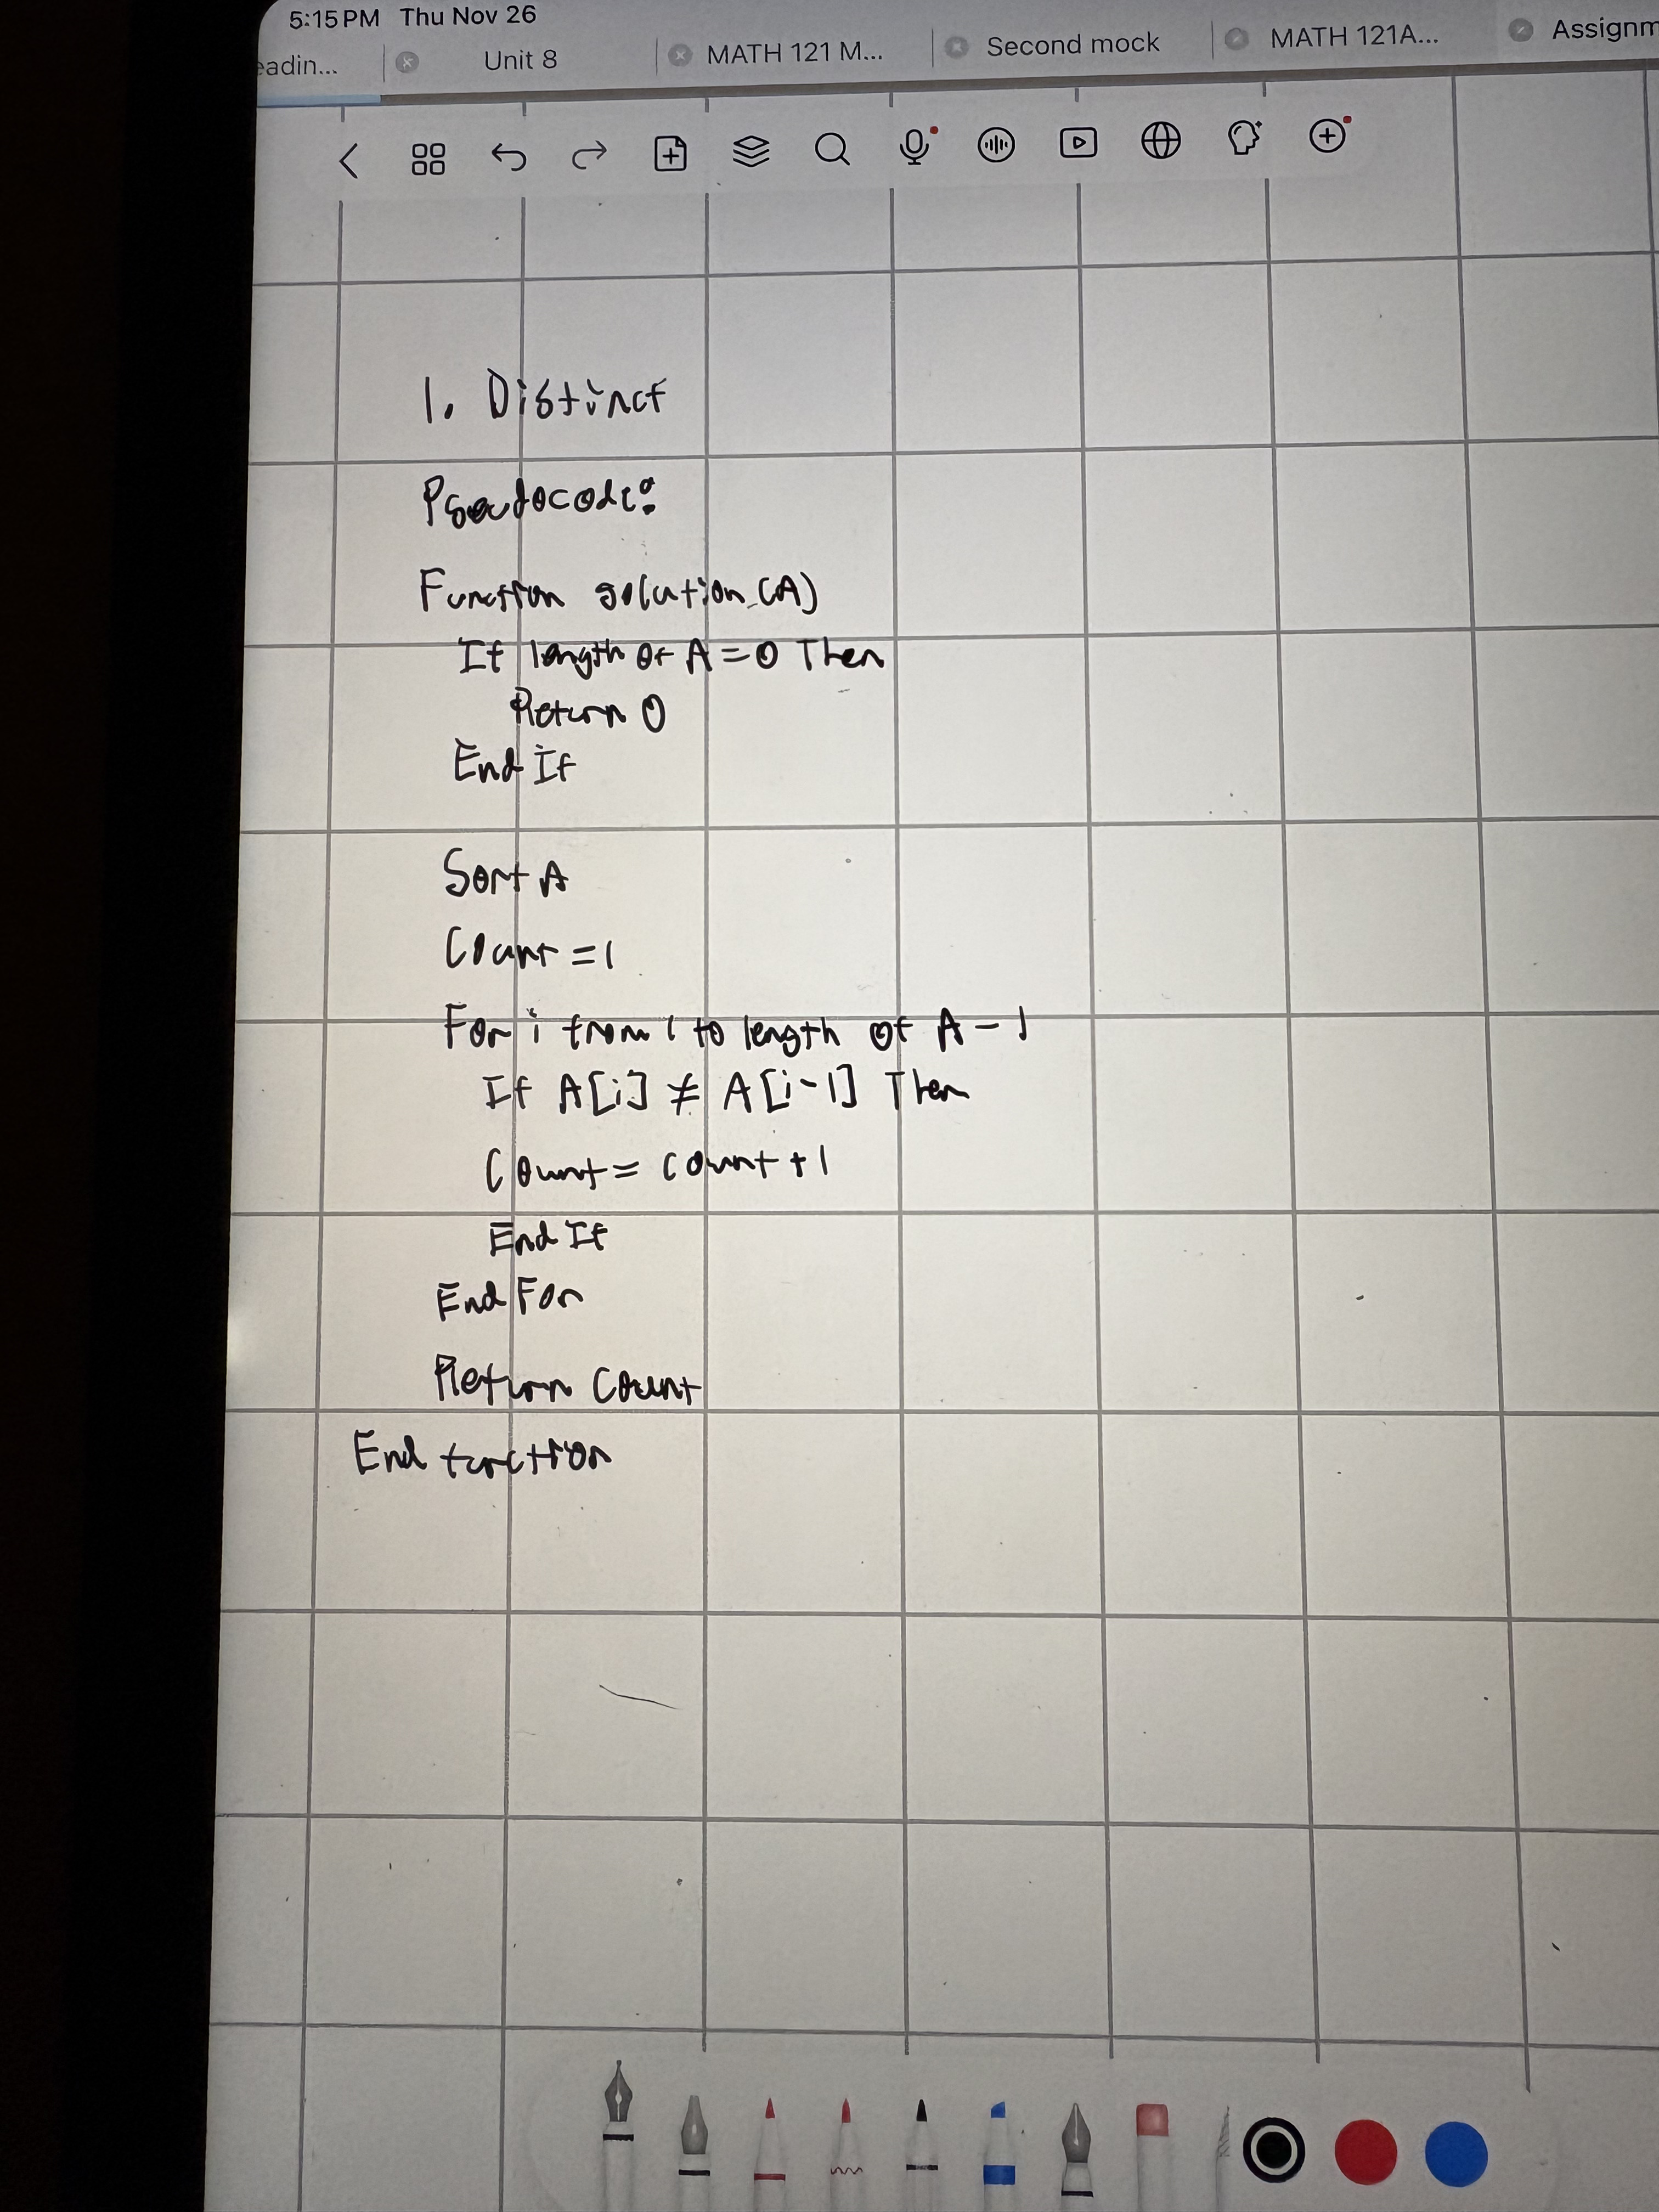 5:15 PM Thu Nov 26
eadin... Unit 8 MATH 121 M... Second mock MATH 121A... Assignm
1. Distinct
Pseudocode:
Function solution(A)
If length of A = 0 Then
Return 0
End If
Sort A
Count = 1
For i from 1 to length of A - 1
If A[i] ≠ A[i-1] Then
Count = count + 1
End If
End For
Return Count
End function